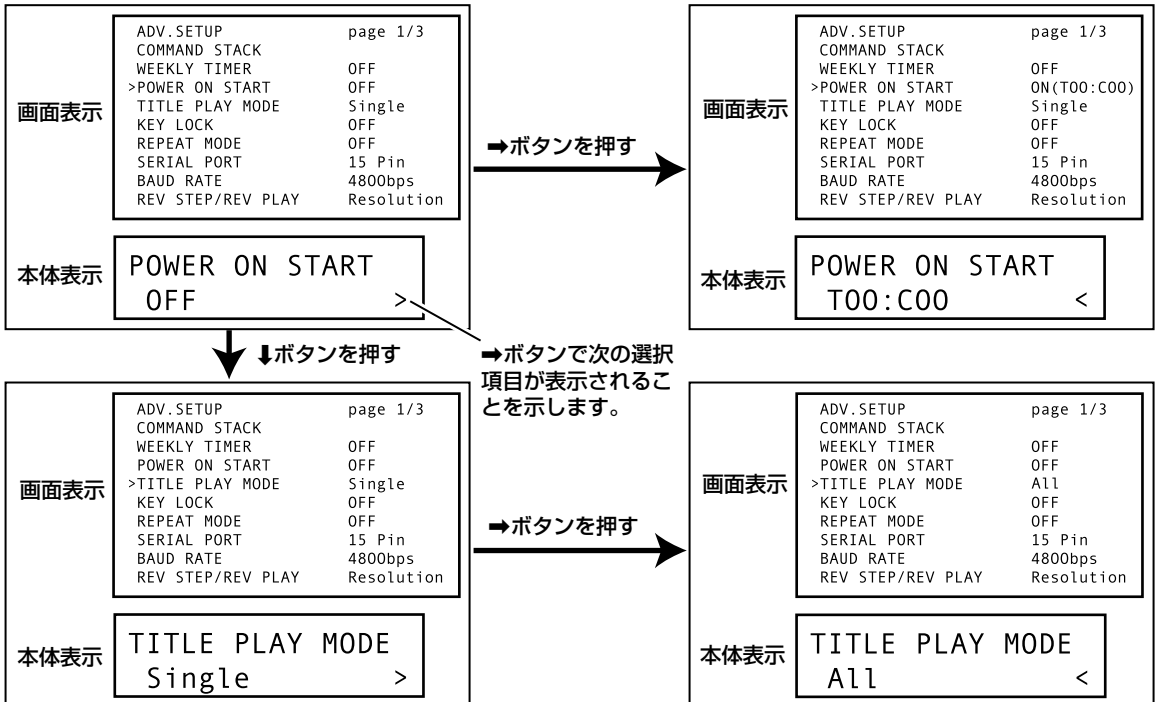 画面表示
ADV.SETUP page 1/3
COMMAND STACK
WEEKLY TIMER OFF
>POWER ON START OFF
TITLE PLAY MODE Single
KEY LOCK OFF
REPEAT MODE OFF
SERIAL PORT 15 Pin
BAUD RATE 4800bps
REV STEP/REV PLAY Resolution
本体表示
POWER ON START
OFF >
➡ボタンを押す
画面表示
ADV.SETUP page 1/3
COMMAND STACK
WEEKLY TIMER OFF
>POWER ON START ON(T00:C00)
TITLE PLAY MODE Single
KEY LOCK OFF
REPEAT MODE OFF
SERIAL PORT 15 Pin
BAUD RATE 4800bps
REV STEP/REV PLAY Resolution
本体表示
POWER ON START
T00:C00 <
⬇ボタンを押す
➡ボタンで次の選択
項目が表示されるこ
とを示します。
画面表示
ADV.SETUP page 1/3
COMMAND STACK
WEEKLY TIMER OFF
POWER ON START OFF
>TITLE PLAY MODE Single
KEY LOCK OFF
REPEAT MODE OFF
SERIAL PORT 15 Pin
BAUD RATE 4800bps
REV STEP/REV PLAY Resolution
本体表示
TITLE PLAY MODE
Single >
➡ボタンを押す
画面表示
ADV.SETUP page 1/3
COMMAND STACK
WEEKLY TIMER OFF
POWER ON START OFF
>TITLE PLAY MODE All
KEY LOCK OFF
REPEAT MODE OFF
SERIAL PORT 15 Pin
BAUD RATE 4800bps
REV STEP/REV PLAY Resolution
本体表示
TITLE PLAY MODE
All <